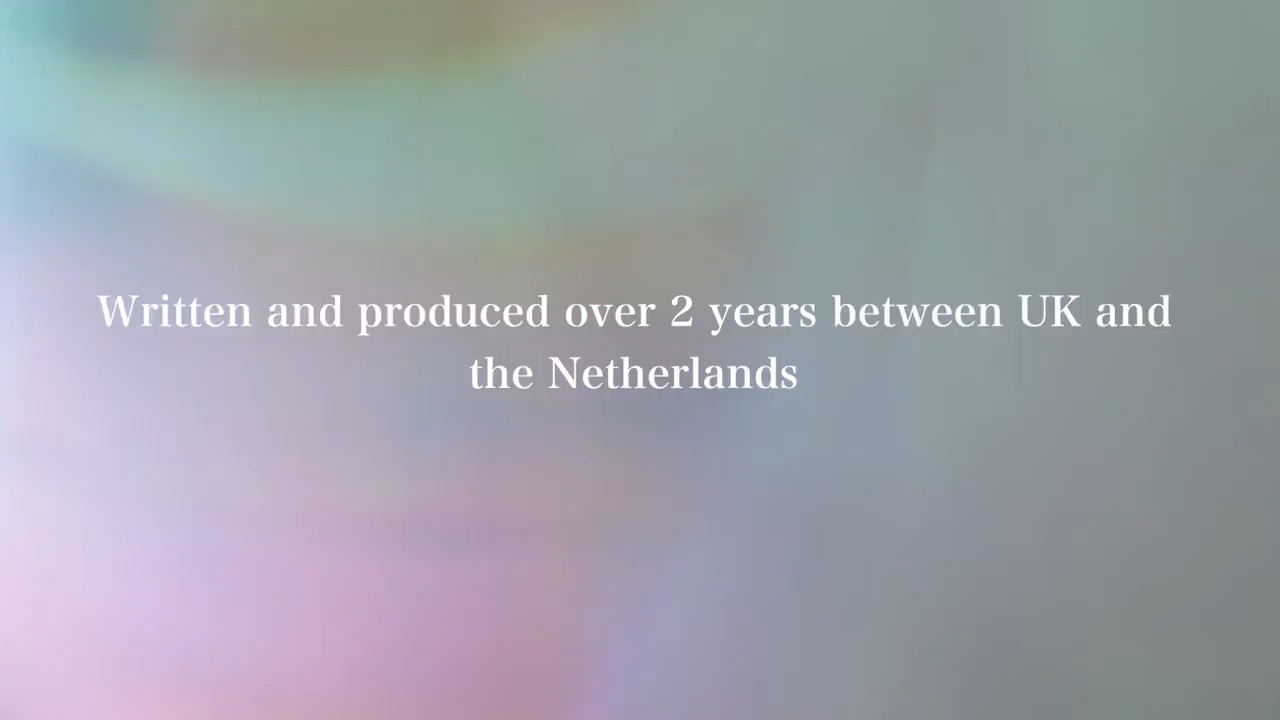 Written and produced over 2 years between UK and
the Netherlands